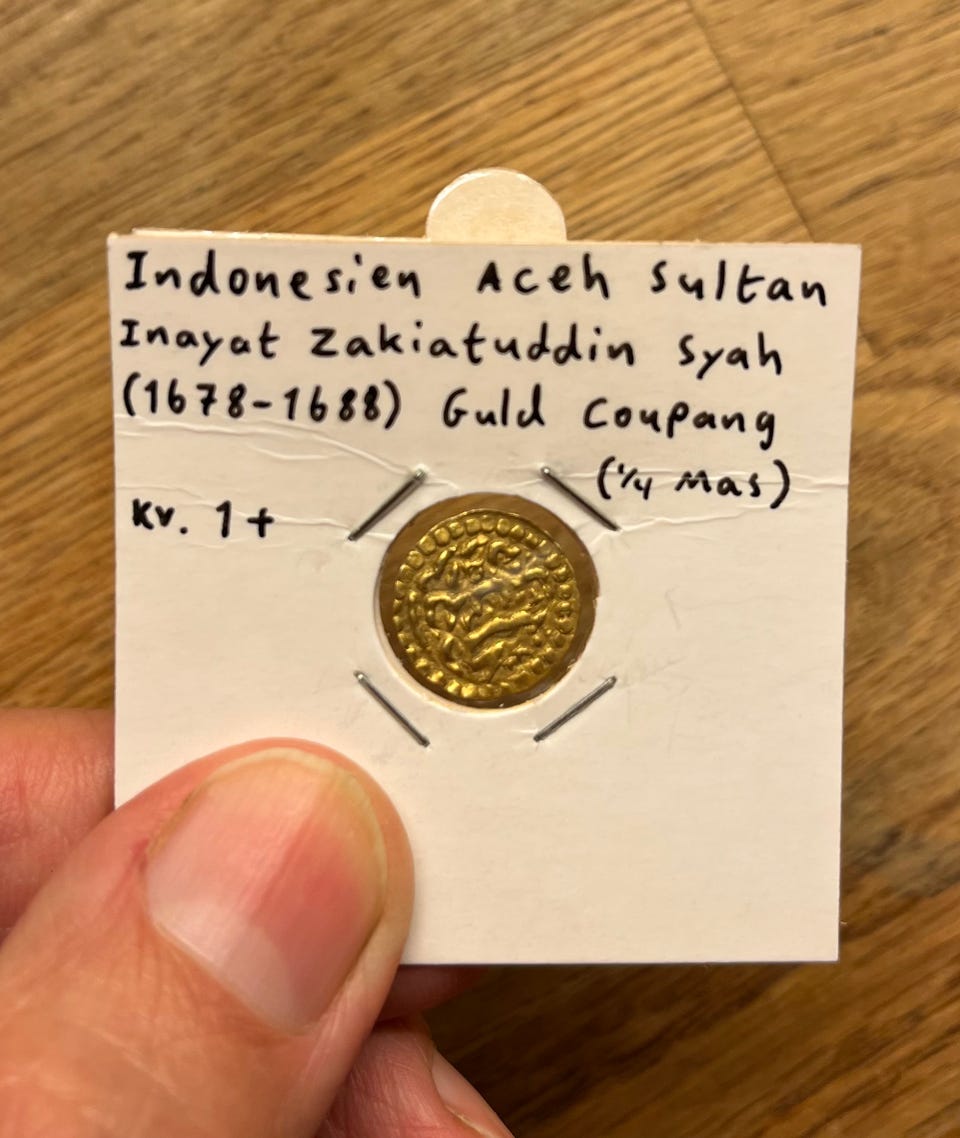 Indonesien Aceh Sultan
Inayat Zakiatuddin Syah
(1678-1688) Guld Coupang
(1/4 Mas)
Kv. 1+